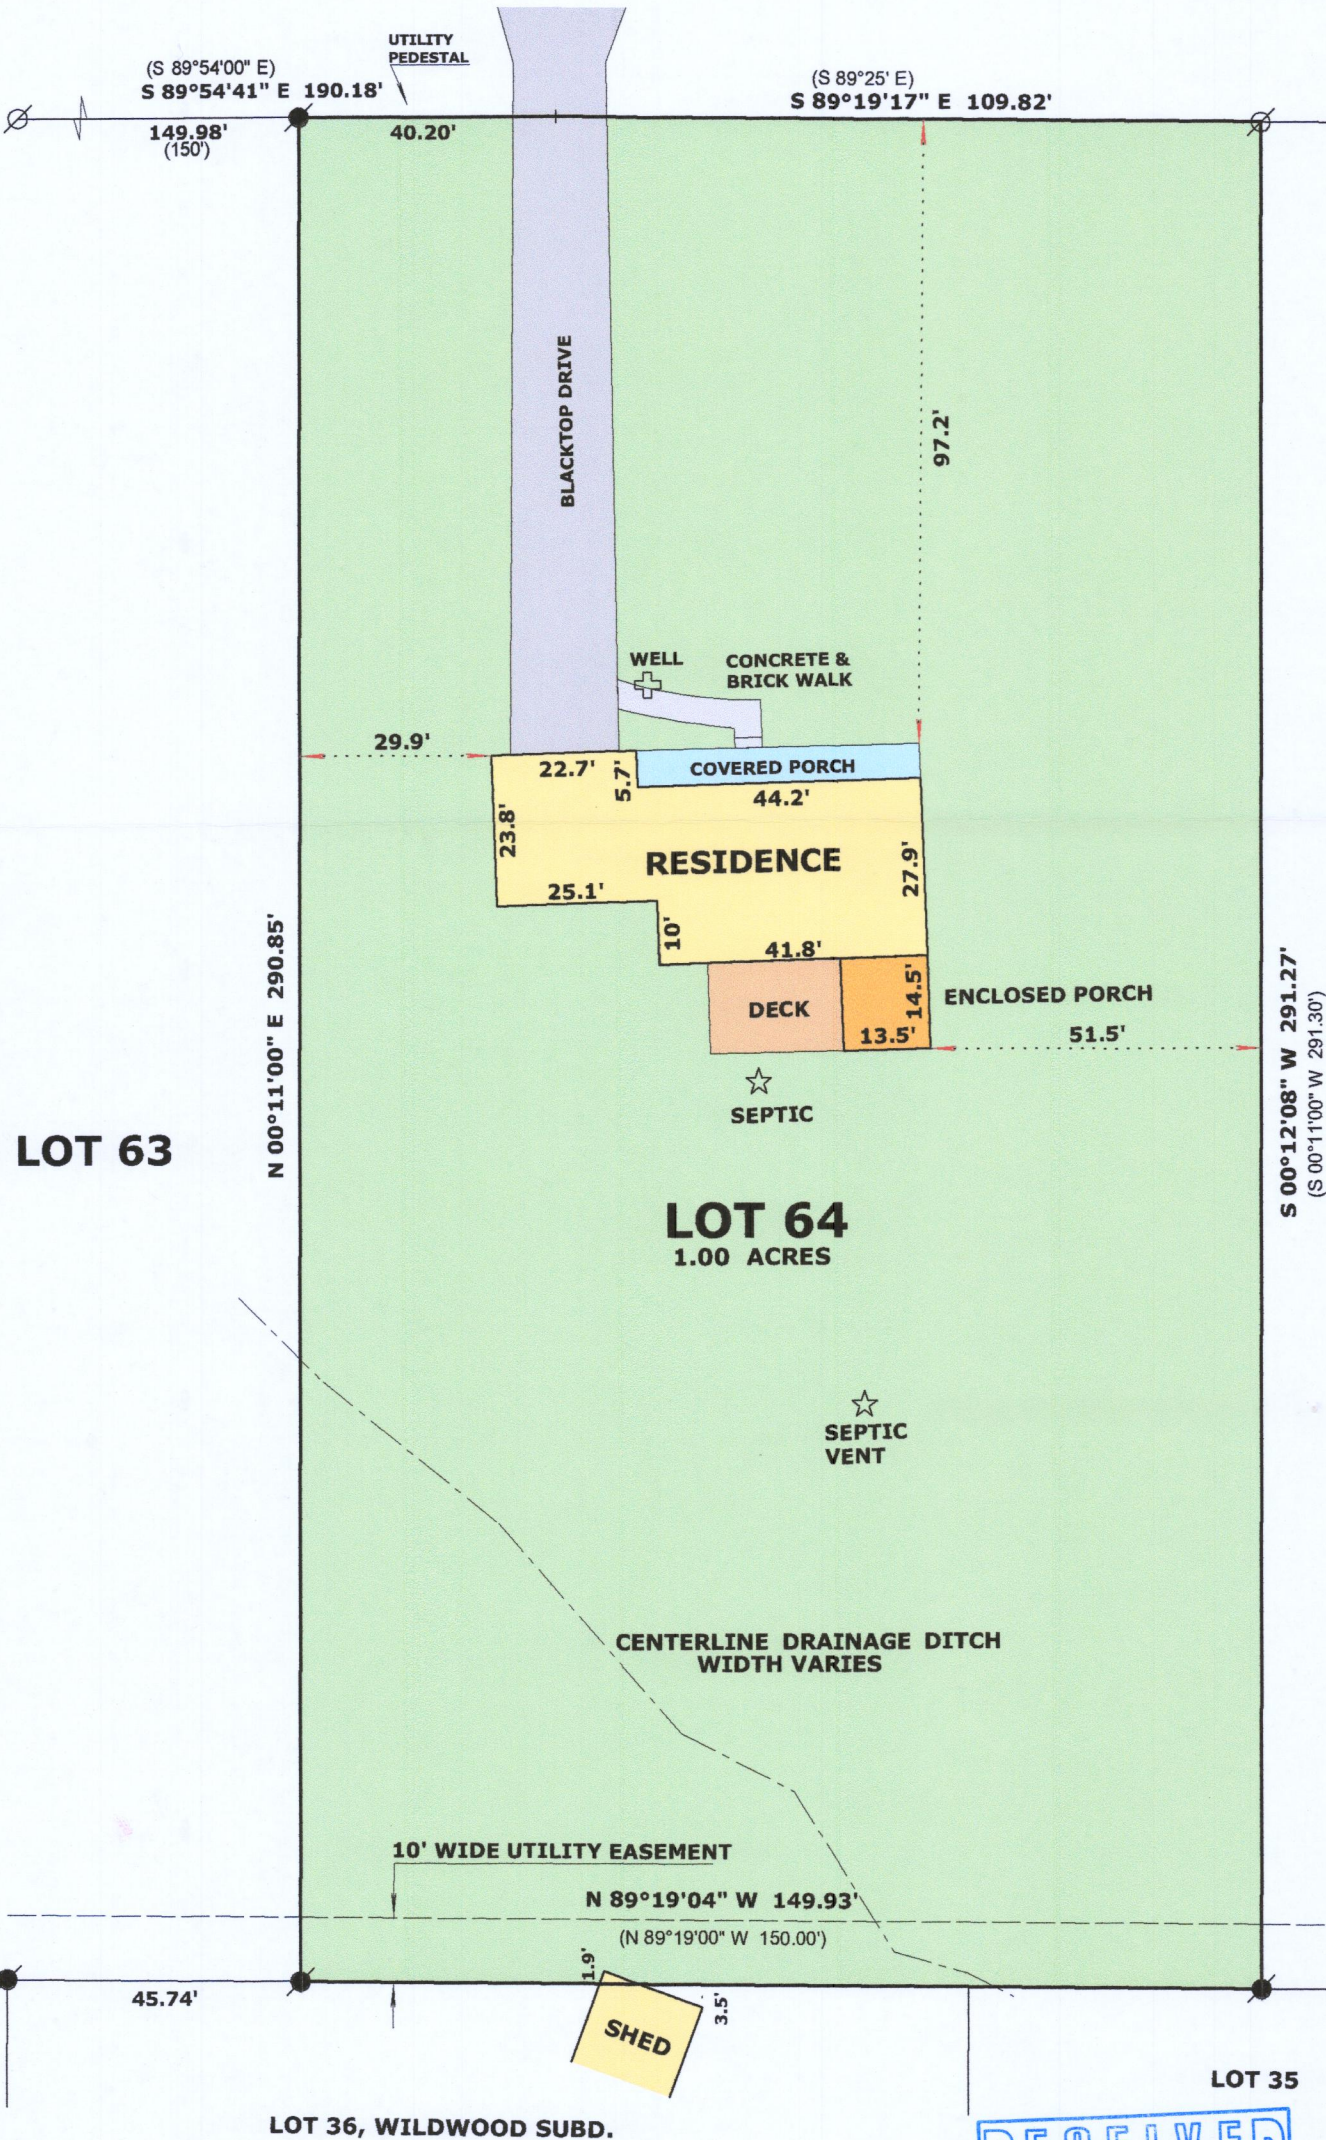 UTILITY
PEDESTAL
(S 89°54'00" E)
S 89°54'41" E 190.18'
(S 89°25' E)
S 89°19'17" E 109.82'
149.98'
(150')
40.20'
BLACKTOP DRIVE
97.2'
WELL
CONCRETE &
BRICK WALK
29.9'
22.7'
5.7'
COVERED PORCH
44.2'
23.8'
RESIDENCE
27.9'
25.1'
10'
41.8'
DECK
14.5'
13.5'
ENCLOSED PORCH
51.5'
N 00°11'00" E 290.85'
S 00°12'08" W 291.27'
(S 00°11'00" W 291.30')
SEPTIC
LOT 63
LOT 64
1.00 ACRES
SEPTIC
VENT
CENTERLINE DRAINAGE DITCH
WIDTH VARIES
10' WIDE UTILITY EASEMENT
N 89°19'04" W 149.93'
(N 89°19'00" W 150.00')
1.9'
45.74'
3.5'
SHED
LOT 35
LOT 36, WILDWOOD SUBD.
RECEIVED